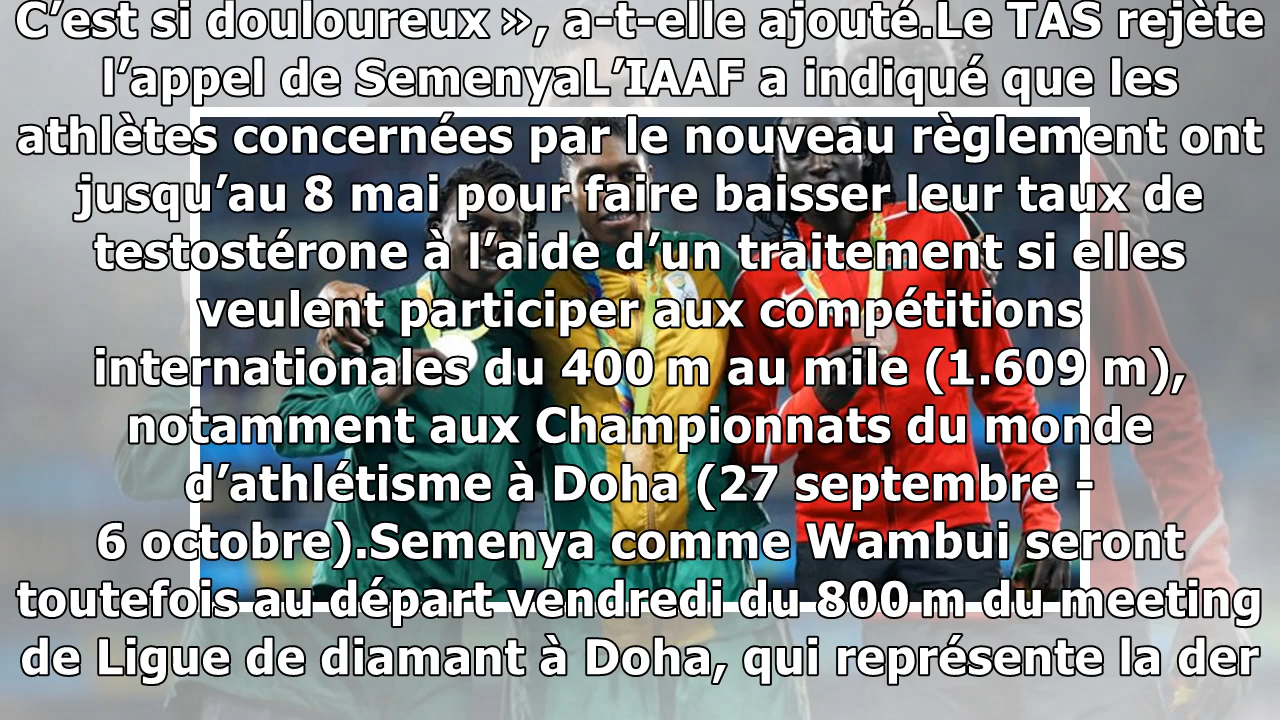 C’est si douloureux », a-t-elle ajouté.Le TAS rejète
l’appel de SemenyaL’IAAF a indiqué que les
athlètes concernées par le nouveau règlement ont
jusqu’au 8 mai pour faire baisser leur taux de
testostérone à l’aide d’un traitement si elles
veulent participer aux compétitions
internationales du 400 m au mile (1.609 m),
notamment aux Championnats du monde
d’athlétisme à Doha (27 septembre -
6 octobre).Semenya comme Wambui seront
toutefois au départ vendredi du 800 m du meeting
de Ligue de diamant à Doha, qui représente la der